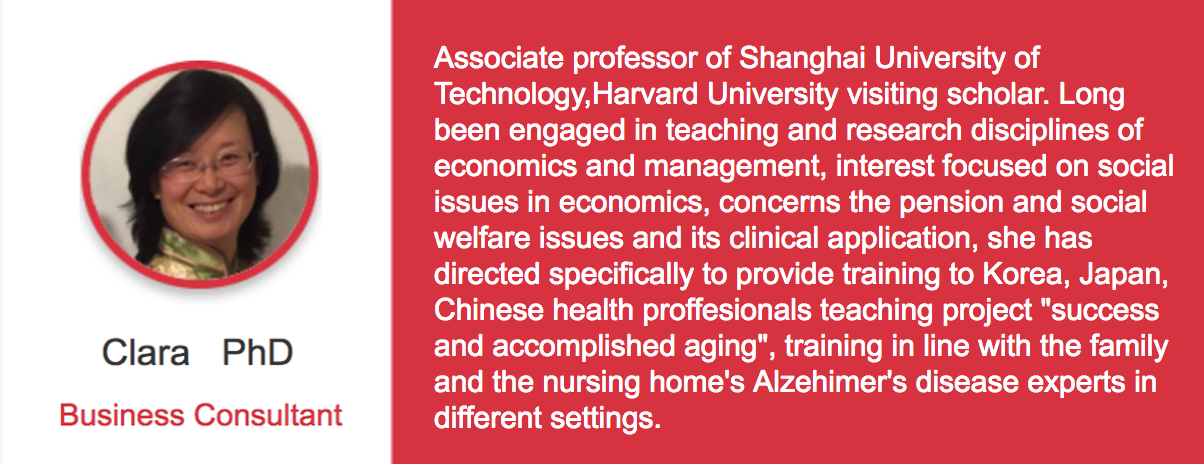 Clara PhD
Business Consultant
Associate professor of Shanghai University of
Technology,Harvard University visiting scholar. Long
been engaged in teaching and research disciplines of
economics and management, interest focused on social
issues in economics, concerns the pension and social
welfare issues and its clinical application, she has
directed specifically to provide training to Korea, Japan,
Chinese health proffesionals teaching project "success
and accomplished aging", training in line with the family
and the nursing home's Alzehimer's disease experts in
different settings.